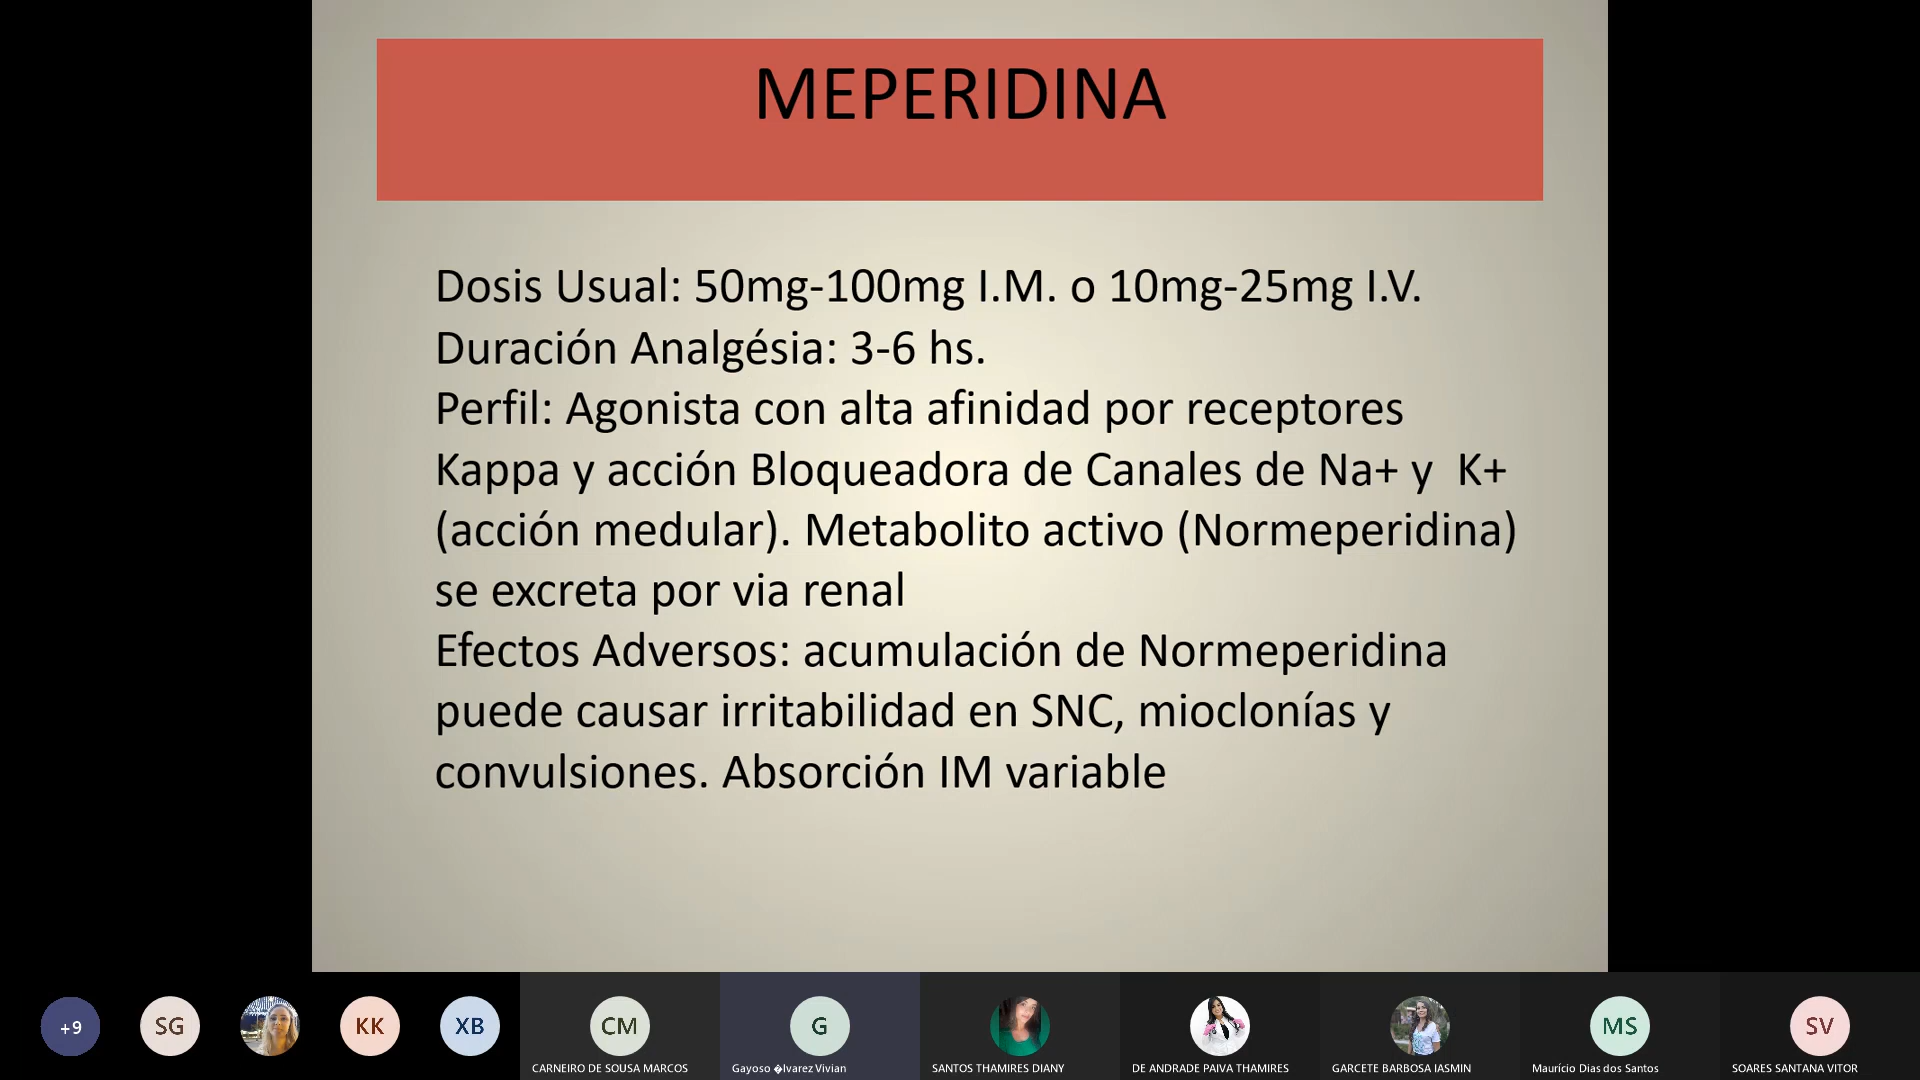 MEPERIDINA
Dosis Usual: 50mg-100mg I.M. o 10mg-25mg I.V.
Duración Analgésia: 3-6 hs.
Perfil: Agonista con alta afinidad por receptores
Kappa y acción Bloqueadora de Canales de Na+ y  K+
(acción medular). Metabolito activo (Normeperidina)
se excreta por via renal
Efectos Adversos: acumulación de Normeperidina
puede causar irritabilidad en SNC, mioclonías y
convulsiones. Absorción IM variable
+9 SG KK XB CM G MS SV
CARNEIRO DE SOUSA MARCOS Gayoso �lvarez Vivian SANTOS THAMIRES DIANY DE ANDRADE PAIVA THAMIRES GARCETE BARBOSA IASMIN Maurício Dias dos Santos SOARES SANTANA VITOR